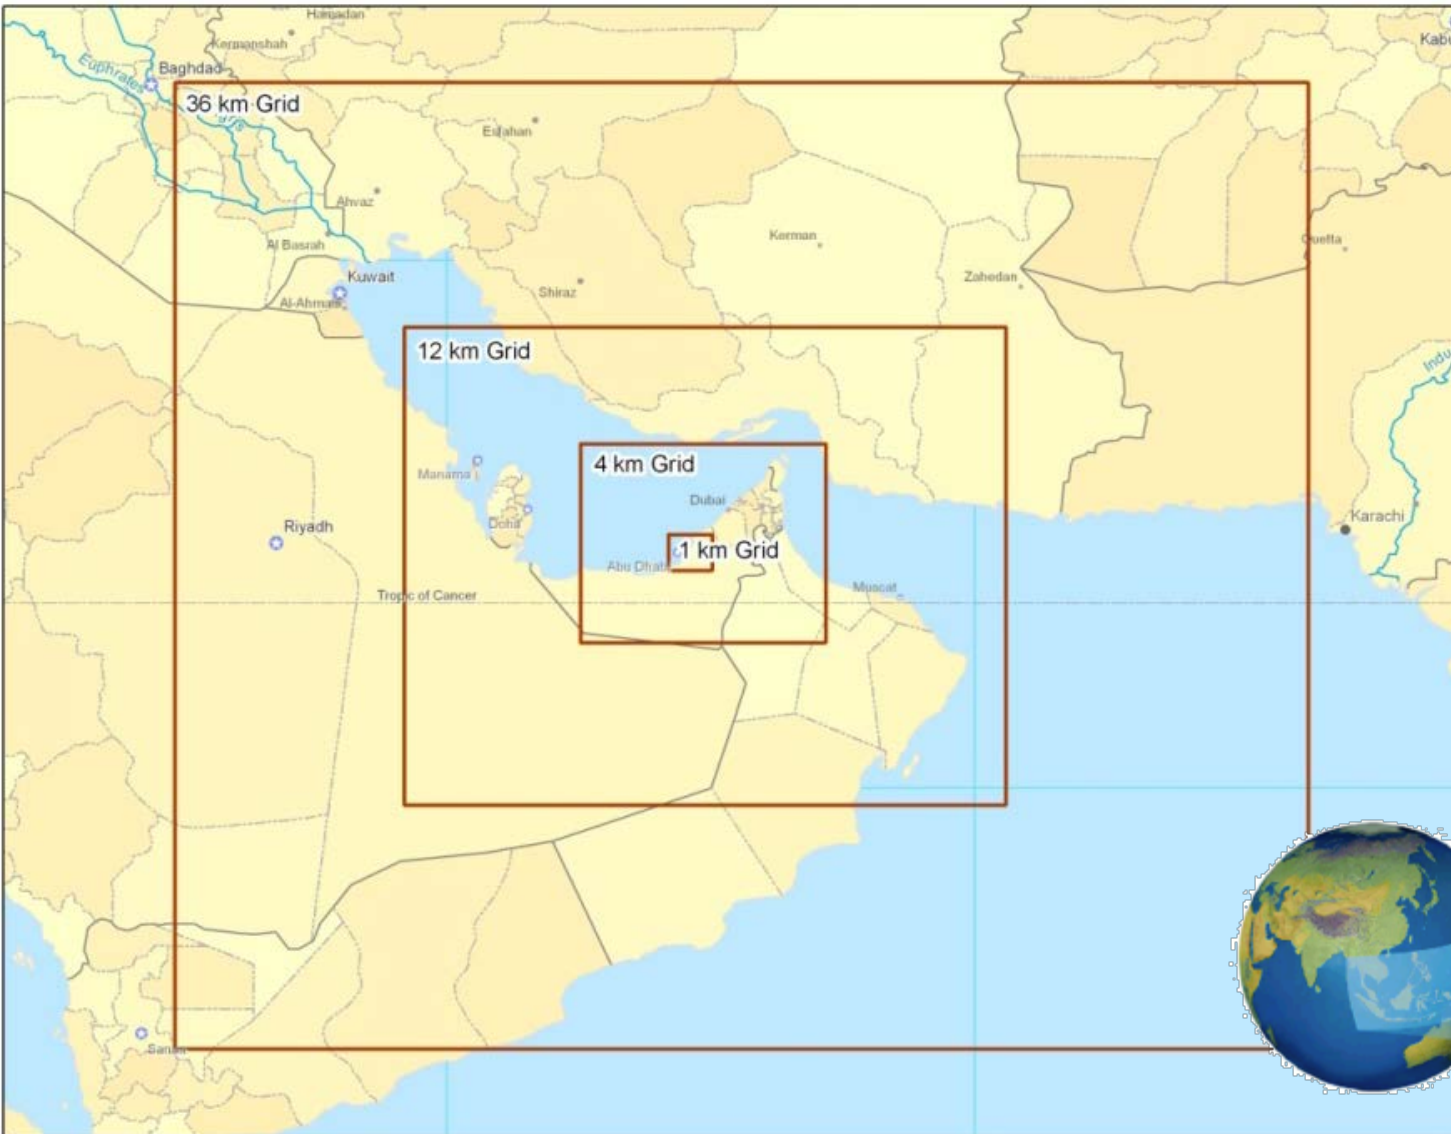 Hamadan
Kermanshah
Kabu
Euphrates
Baghdad
36 km Grid
Esfahan
Ahvaz
Al Basrah
Kerman
Quetta
Kuwait
Zahedan
Al-Ahmadi
Shiraz
12 km Grid
Indu
4 km Grid
Manama
Dubai
Doha
Karachi
Riyadh
1 km Grid
Abu Dhabi
Muscat
Tropic of Cancer
Sanaa